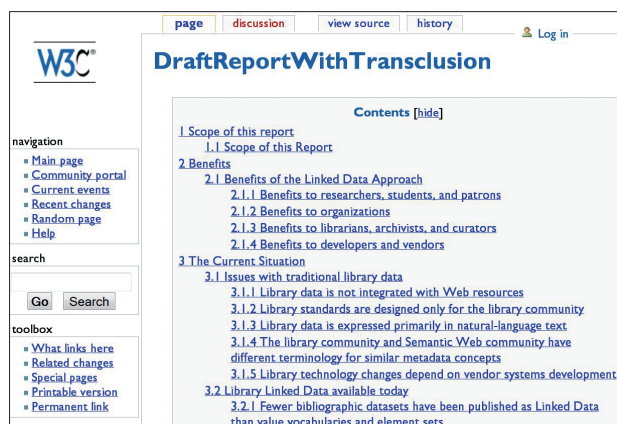 page
discussion
view source
history
Log in
W3C®
DraftReportWithTransclusion
Contents [hide]
1 Scope of this report
1.1 Scope of this Report
2 Benefits
2.1 Benefits of the Linked Data Approach
2.1.1 Benefits to researchers, students, and patrons
2.1.2 Benefits to organizations
2.1.3 Benefits to librarians, archivists, and curators
2.1.4 Benefits to developers and vendors
3 The Current Situation
3.1 Issues with traditional library data
3.1.1 Library data is not integrated with Web resources
3.1.2 Library standards are designed only for the library community
3.1.3 Library data is expressed primarily in natural-language text
3.1.4 The library community and Semantic Web community have
different terminology for similar metadata concepts
3.1.5 Library technology changes depend on vendor systems development
3.2 Library Linked Data available today
3.2.1 Fewer bibliographic datasets have been published as Linked Data
than value vocabularies and element sets
navigation
Main page
Community portal
Current events
Recent changes
Random page
Help
search
Go
Search
toolbox
What links here
Related changes
Special pages
Printable version
Permanent link